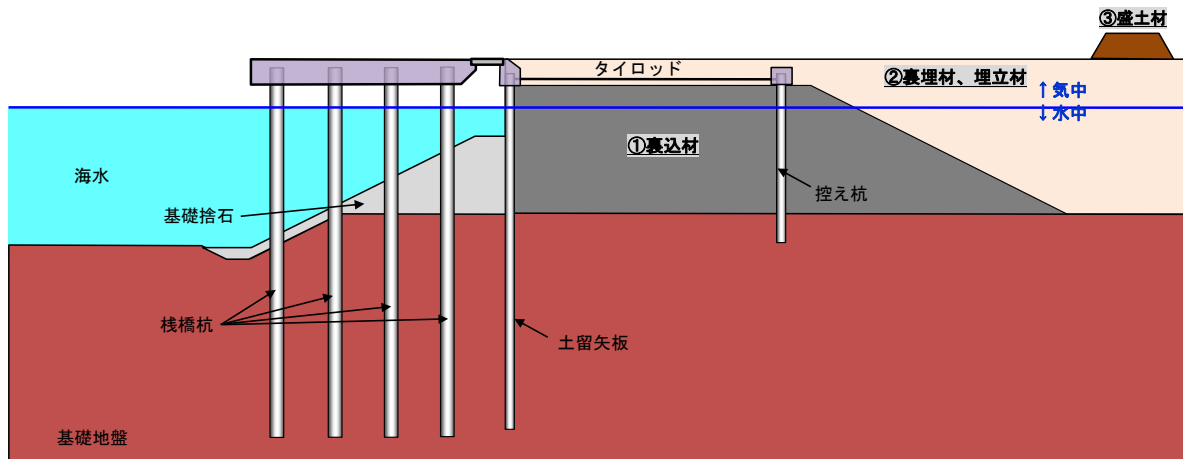 ③盛土材
タイロッド
②裏埋材、埋立材
↑気中
↓水中
①裏込材
海水
控え杭
基礎捨石
桟橋杭
土留矢板
基礎地盤